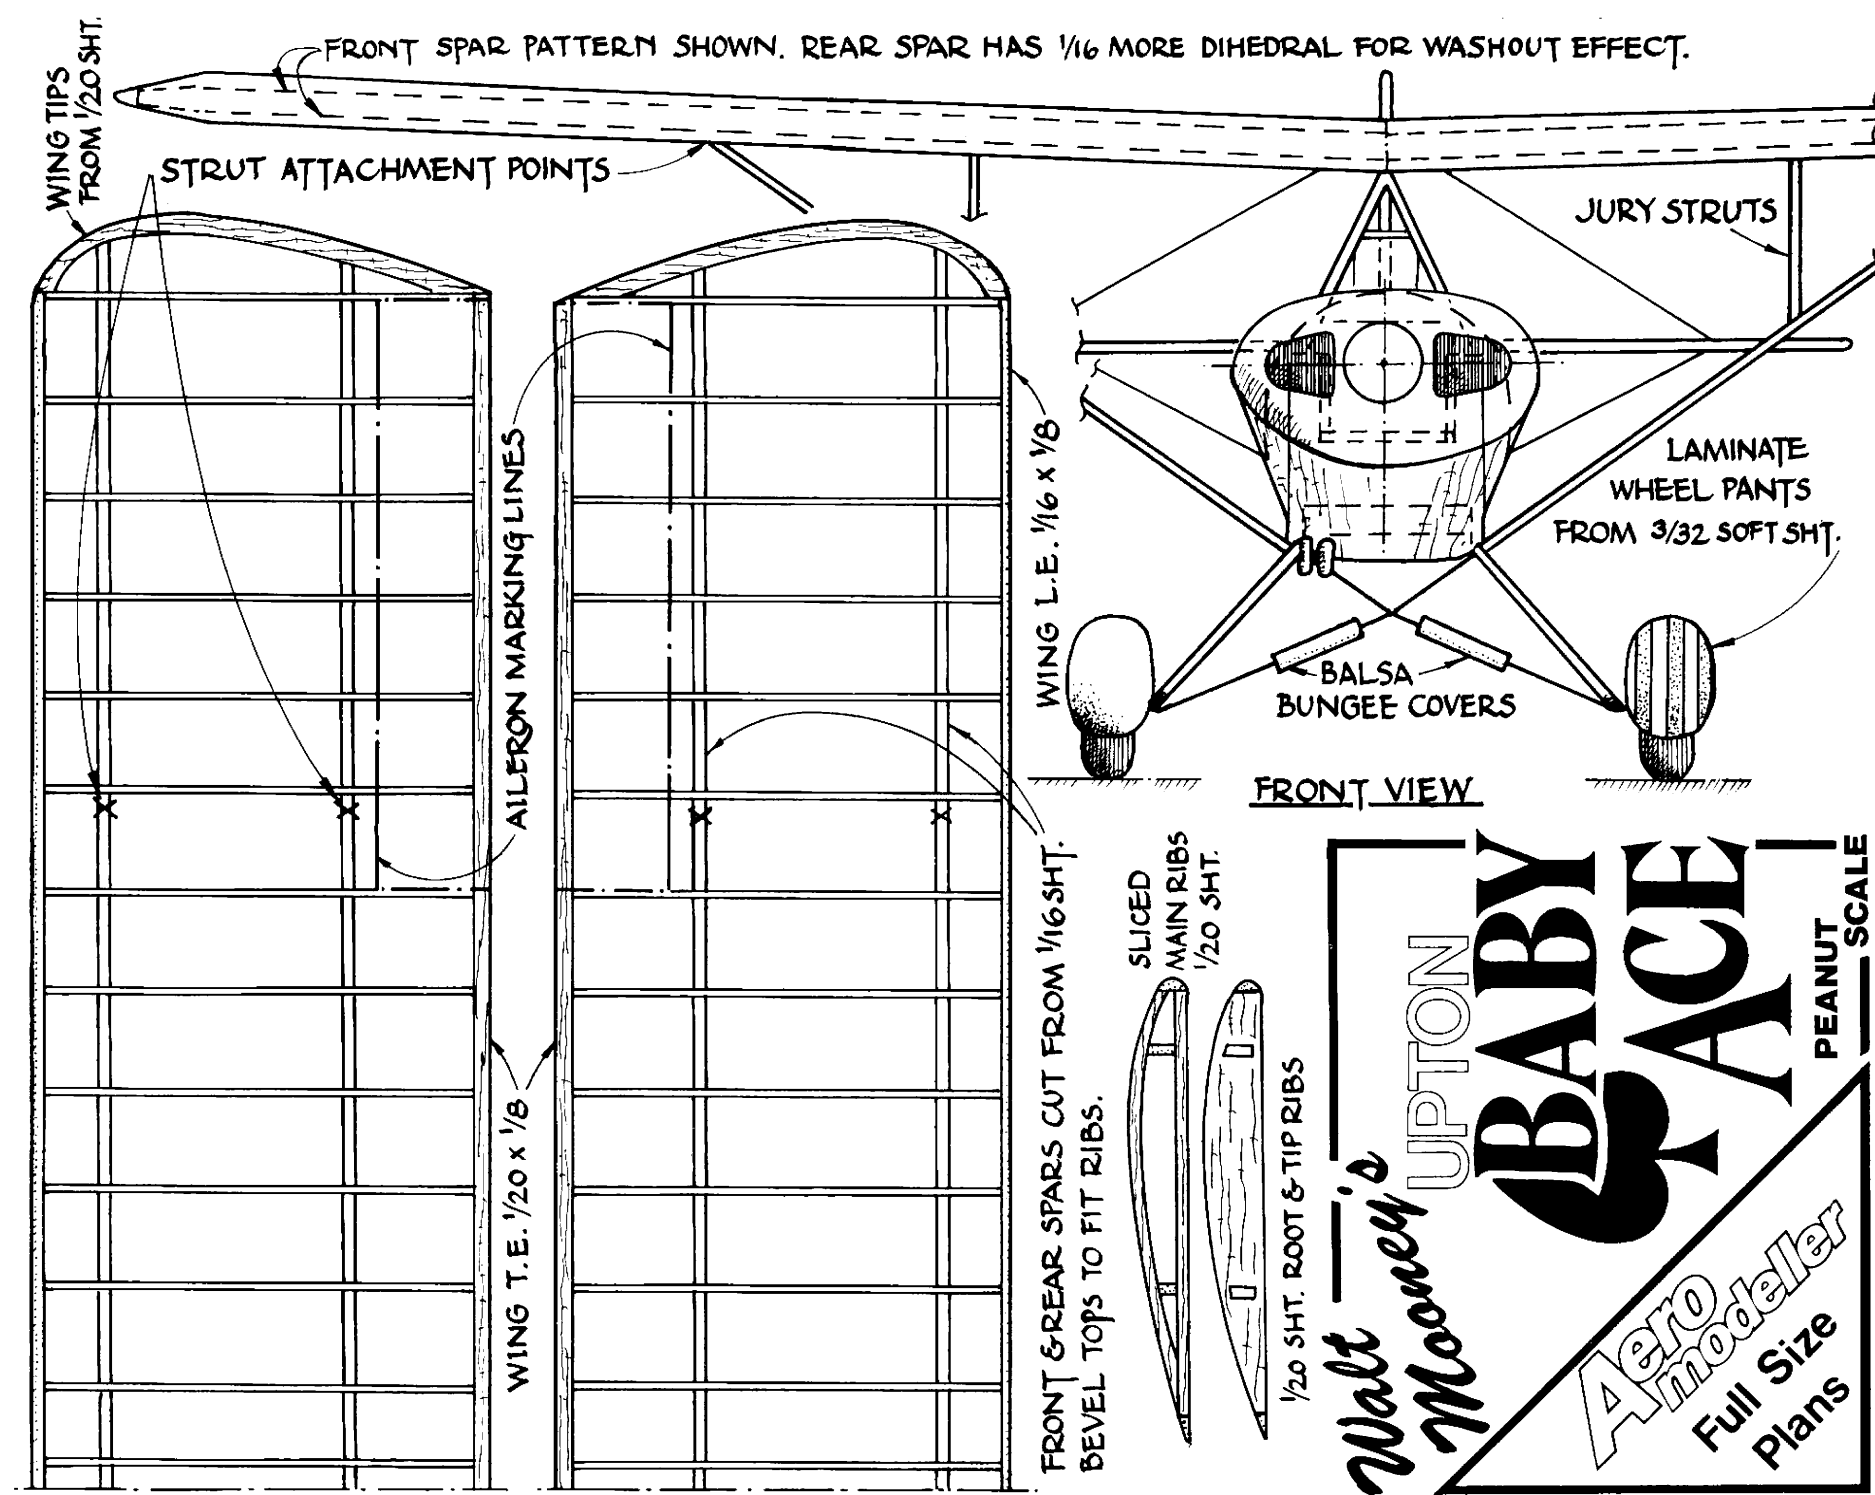 FRONT SPAR PATTERN SHOWN. REAR SPAR HAS 1/16 MORE DIHEDRAL FOR WASHOUT EFFECT.
WING TIPS
FROM 1/20 SHT.
STRUT ATTACHMENT POINTS
JURY STRUTS
AILERON MARKING LINES
WING L.E. 1/16 x 1/8
LAMINATE
WHEEL PANTS
FROM 3/32 SOFT SHT.
BALSA
BUNGEE COVERS
FRONT VIEW
WING T.E. 1/20 x 1/8
FRONT & REAR SPARS CUT FROM 1/16 SHT.
BEVEL TOPS TO FIT RIBS.
SLICED
MAIN RIBS
1/20 SHT.
1/20 SHT. ROOT & TIP RIBS
Walt
Mooney's
UPTON
BABY
ACE
PEANUT
SCALE
Aero
modeller
Full Size
Plans